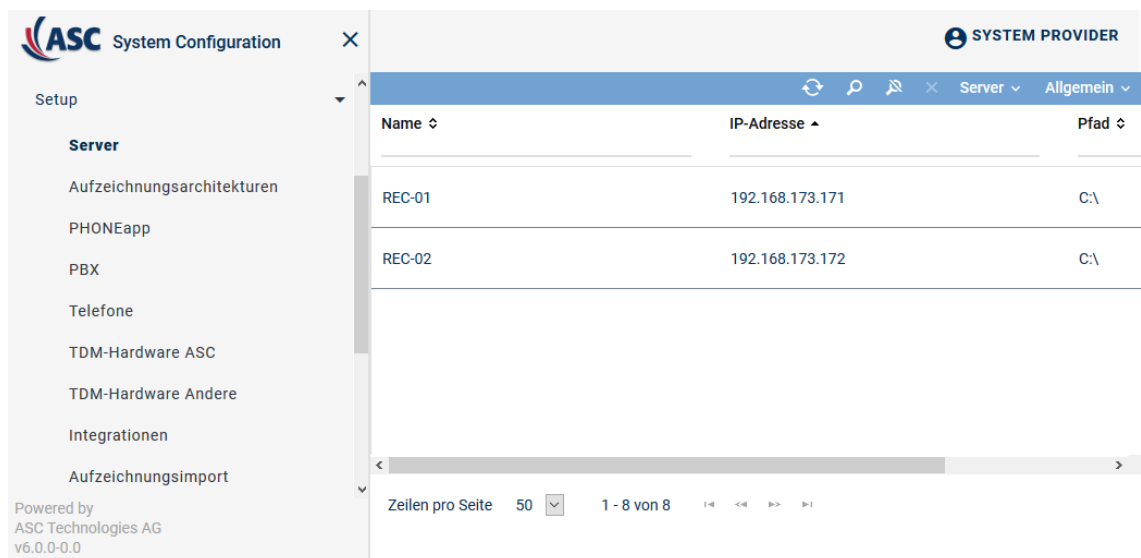 ASC System Configuration
SYSTEM PROVIDER
Setup
Server
Aufzeichnungsarchitekturen
PHONEapp
PBX
Telefone
TDM-Hardware ASC
TDM-Hardware Andere
Integrationen
Aufzeichnungsimport
Powered by
ASC Technologies AG
v6.0.0-0.0
Server Allgemein
Name IP-Adresse Pfad
REC-01 192.168.173.171 C:\
REC-02 192.168.173.172 C:\
Zeilen pro Seite 50 1 - 8 von 8